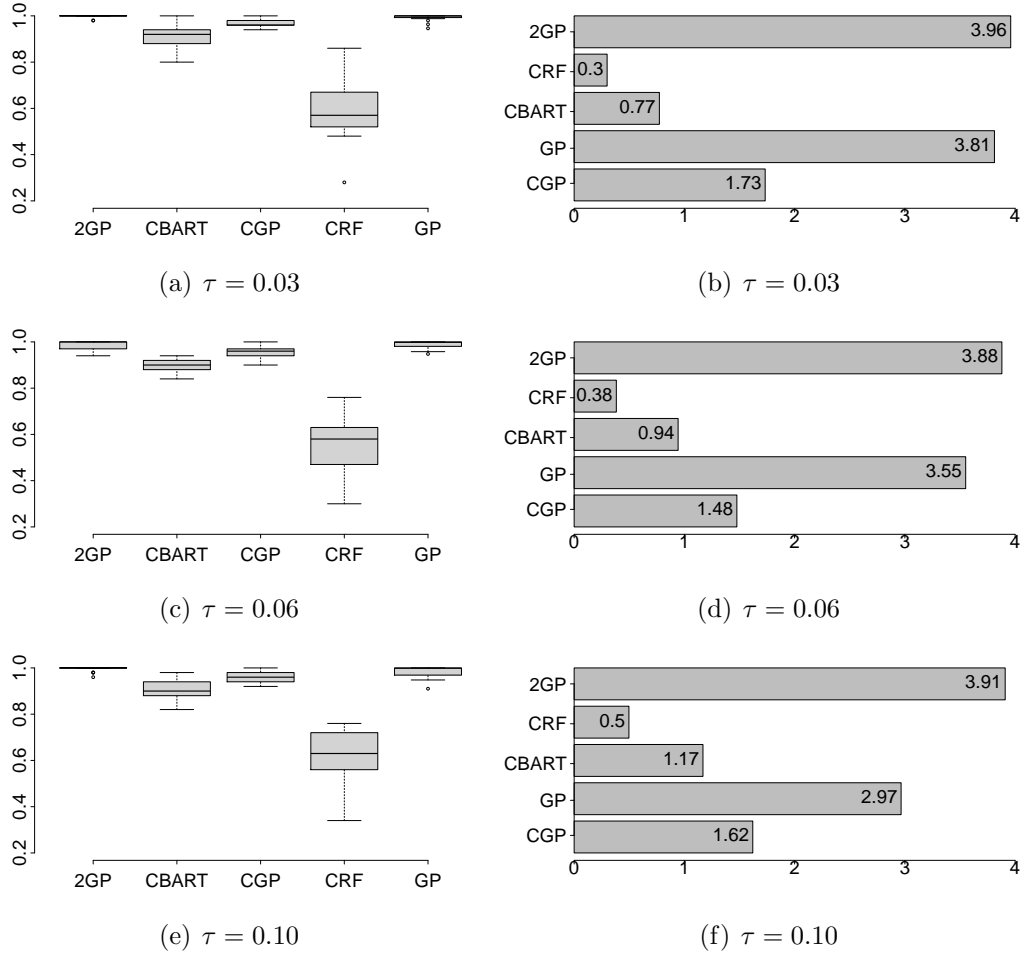 1.0
0.8
0.6
0.4
0.2
2GP CBART CGP CRF GP
(a) τ = 0.03
2GP 3.96
CRF 0.3
CBART 0.77
GP 3.81
CGP 1.73
0 1 2 3 4
(b) τ = 0.03
1.0
0.8
0.6
0.4
0.2
2GP CBART CGP CRF GP
(c) τ = 0.06
2GP 3.88
CRF 0.38
CBART 0.94
GP 3.55
CGP 1.48
0 1 2 3 4
(d) τ = 0.06
1.0
0.8
0.6
0.4
0.2
2GP CBART CGP CRF GP
(e) τ = 0.10
2GP 3.91
CRF 0.5
CBART 1.17
GP 2.97
CGP 1.62
0 1 2 3 4
(f) τ = 0.10